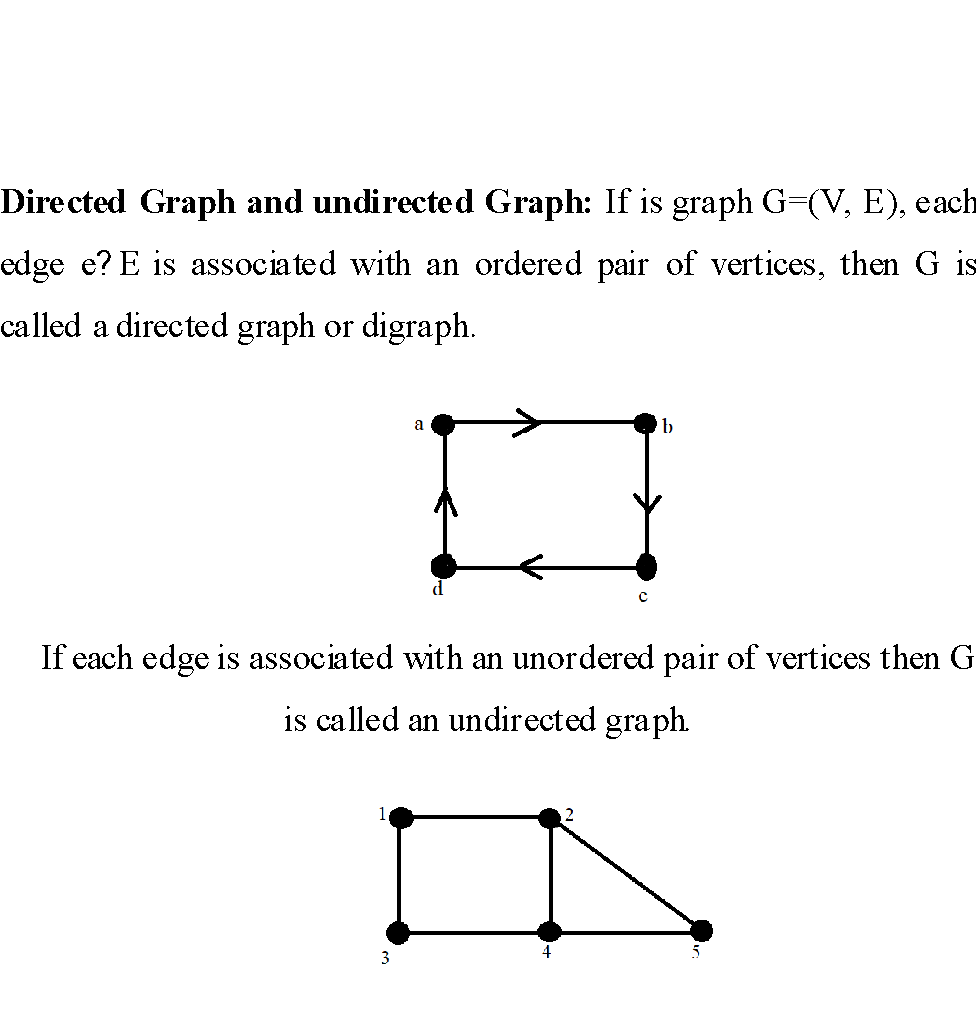 Directed Graph and undirected Graph: If is graph G=(V, E), each
edge e? E is associated with an ordered pair of vertices, then G is
called a directed graph or digraph.
a
b
d
c
If each edge is associated with an unordered pair of vertices then G
is called an undirected graph.
1
2
3
4
5